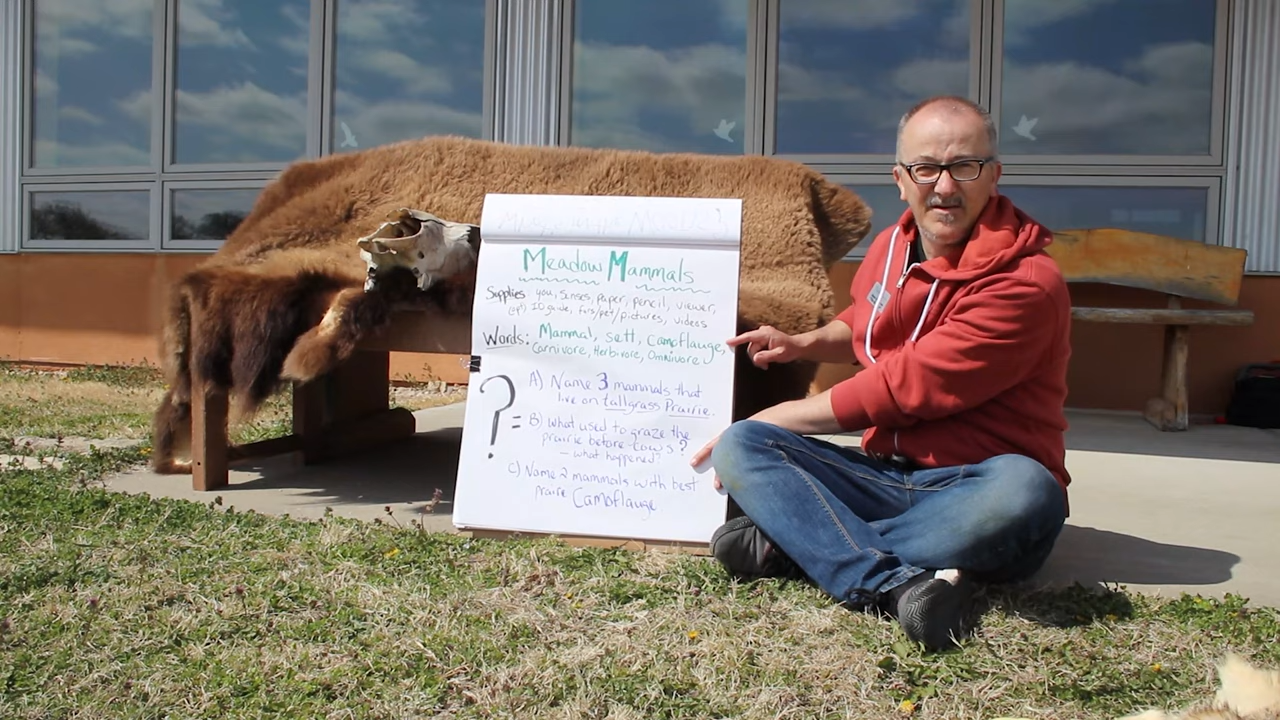 Meadow Mammals
Supplies you, senses, paper, pencil, viewer,
(opt) ID guide, furs/pet/pictures, videos
Words: Mammal, sett, Camoflauge,
Carnivore, Herbivore, Omnivore
? =
A) Name 3 mammals that
live on tallgrass Prairie.
B) What used to graze the
prairie before cows?
- what happened?
C) Name 2 mammals with best
prairie Camoflauge